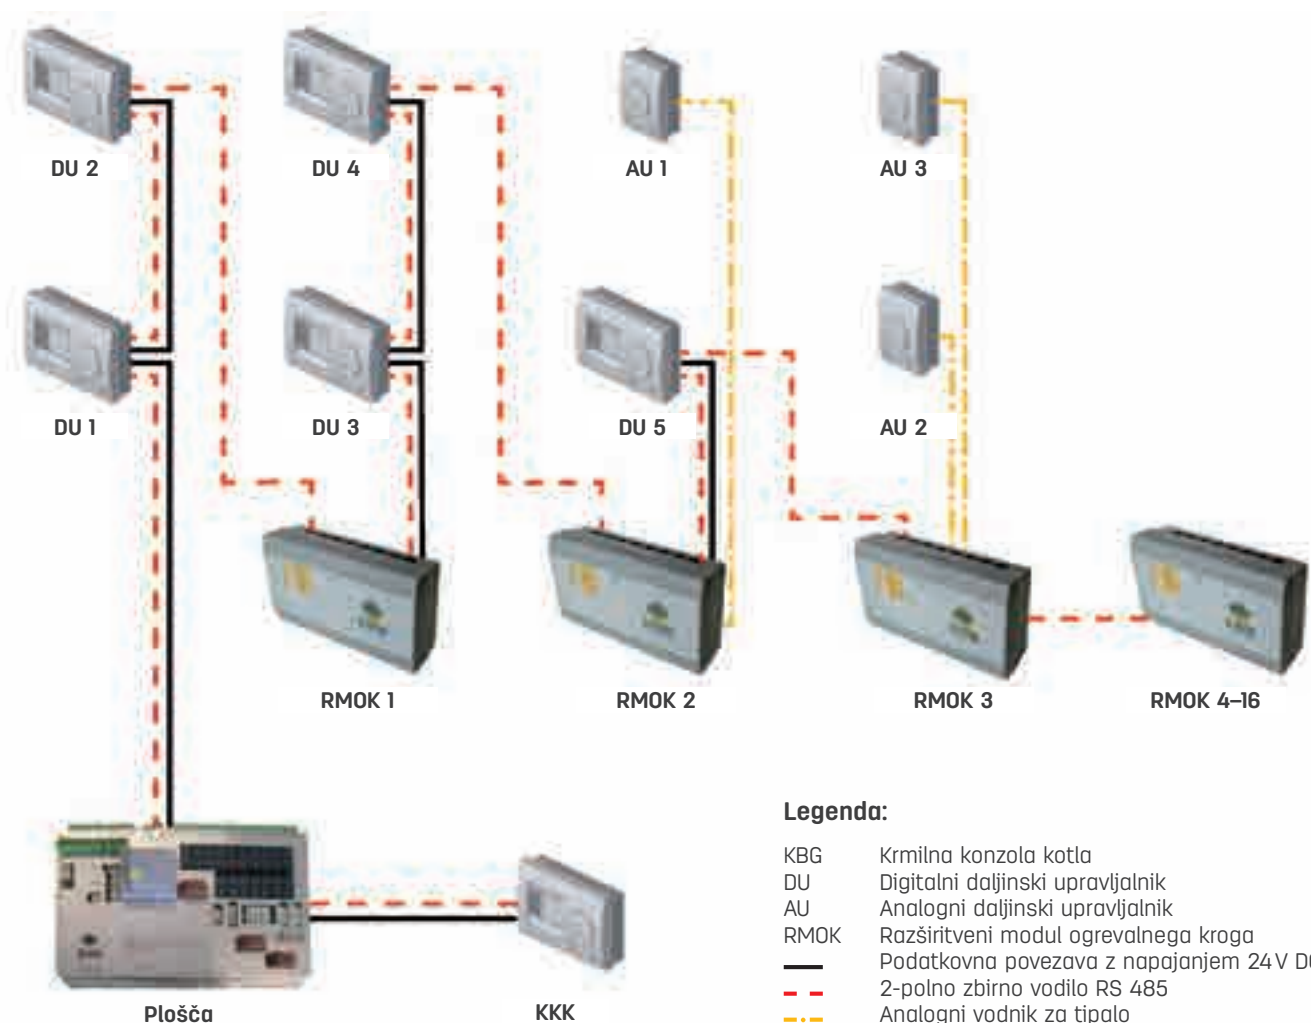 DU 2
DU 4
AU 1
AU 3
DU 1
DU 3
DU 5
AU 2
RMOK 1
RMOK 2
RMOK 3
RMOK 4–16
Plošča
KKK
Legenda:
KBG Krmilna konzola kotla
DU Digitalni daljinski upravljalnik
AU Analogni daljinski upravljalnik
RMOK Razširitveni modul ogrevalnega kroga
Podatkovna povezava z napajanjem 24 V DC
2-polno zbirno vodilo RS 485
Analogni vodnik za tipalo